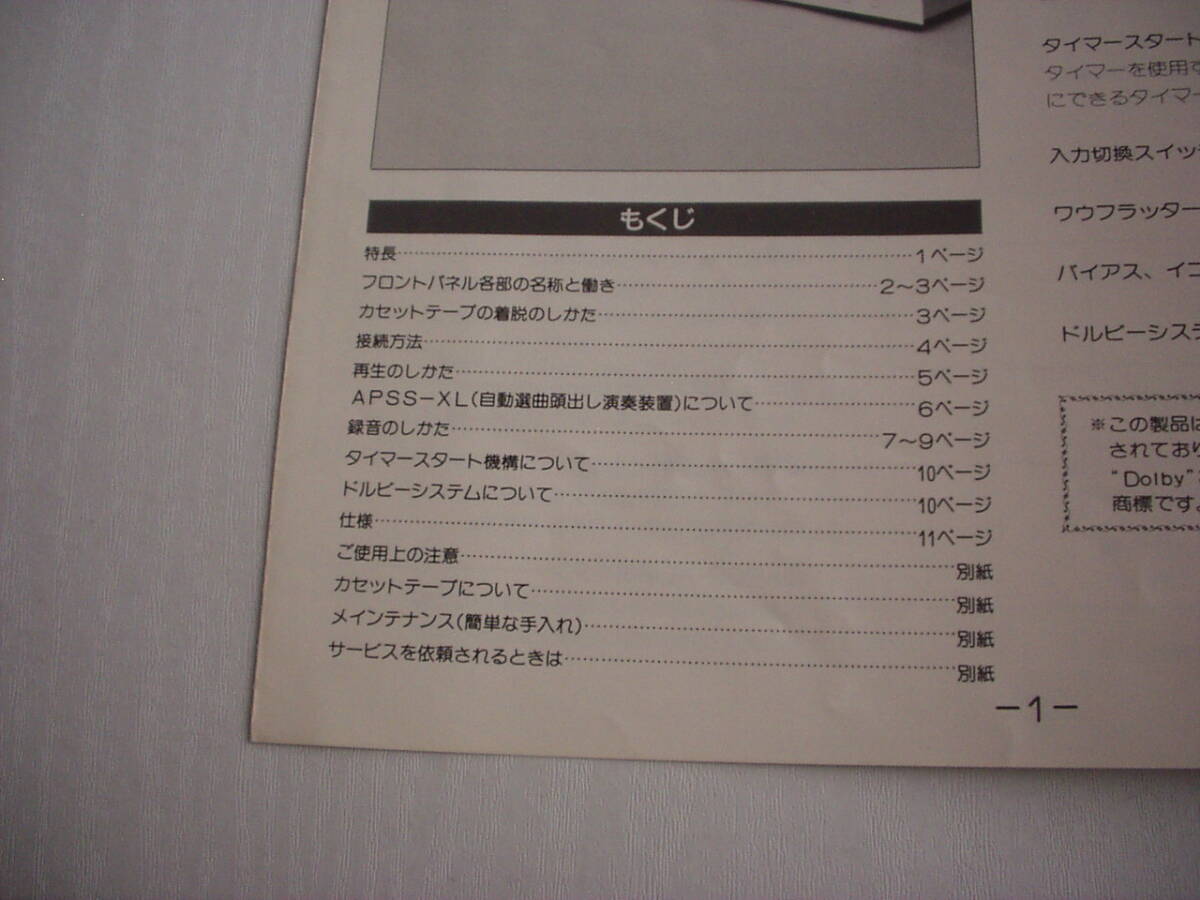 もくじ
特長……1ページ
フロントパネル各部の名称と働き……2〜3ページ
カセットテープの着脱のしかた……3ページ
接続方法……4ページ
再生のしかた……5ページ
APSS-XL(自動選曲頭出し演奏装置)について……6ページ
録音のしかた……7〜9ページ
タイマースタート機構について……10ページ
ドルビーシステムについて……10ページ
仕様……11ページ
ご使用上の注意……別紙
カセットテープについて……別紙
メインテナンス(簡単な手入れ)……別紙
サービスを依頼されるときは……別紙
－1－
タイマースタート
タイマーを使用す
にできるタイマー
入力切換スイッチ
ワウフラッター
バイアス、イコ
ドルビーシステ
※この製品は
されており
“Dolby”
商標です。